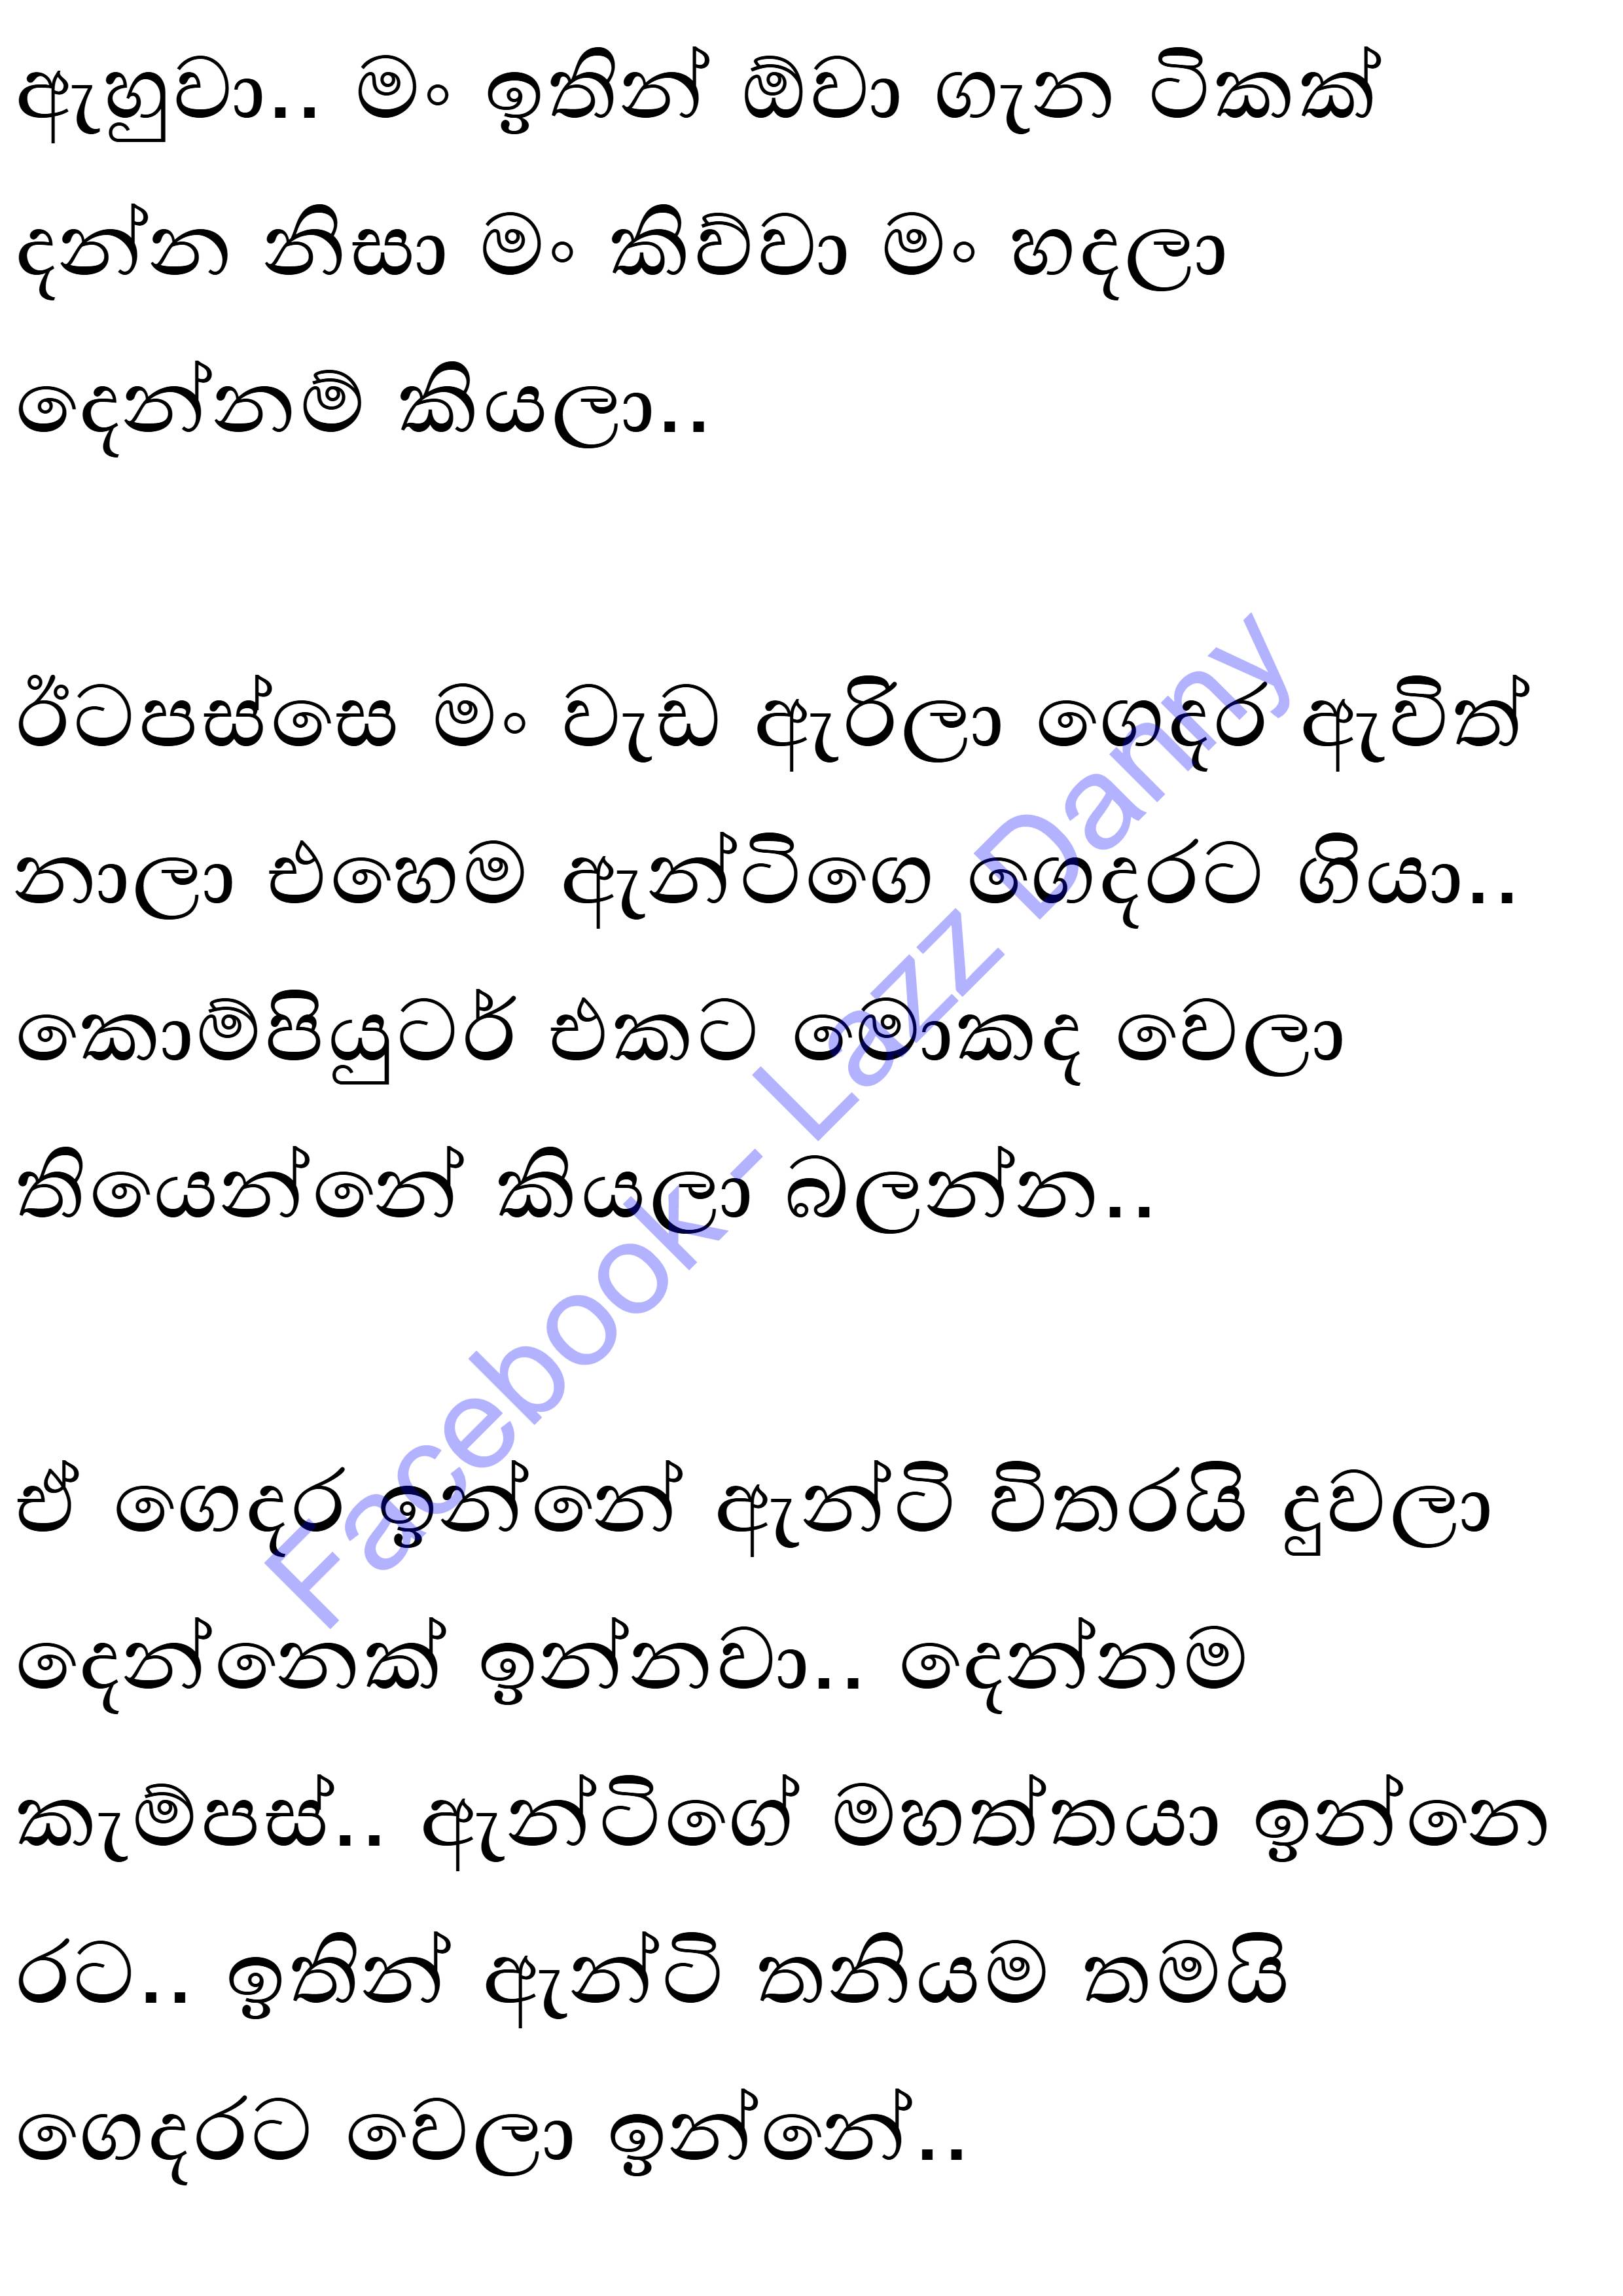 ඇහුවා.. මං ඉතින් ඕවා ගැන ටිකක්
දන්න නිසා මං කිව්වා මං හදලා
දෙන්නම් කියලා..
ඊටපස්සෙ මං වැඩ ඇරිලා ගෙදර ඇවිත්
නාලා එහෙම ඇන්ටිගෙ ගෙදරට ගියා..
කොම්පියුටර් එකට මොකද වෙලා
තියෙන්නේ කියලා බලන්න..
ඒ ගෙදර ඉන්නේ ඇන්ටි විතරයි දුවලා
දෙන්නෙක් ඉන්නවා.. දෙන්නම
කැම්පස්.. ඇන්ටිගේ මහත්තයා ඉන්නෙ
රට.. ඉතින් ඇන්ටි තනියම තමයි
ගෙදරට වෙලා ඉන්නේ..
Facebook - Lazz Danny